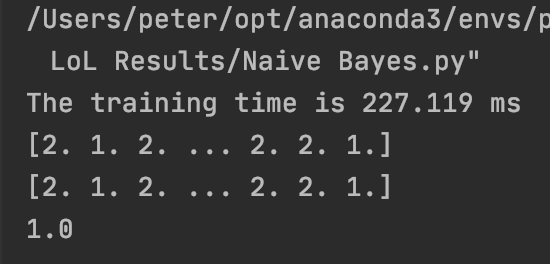 /Users/peter/opt/anaconda3/envs/p
LoL Results/Naive Bayes.py"
The training time is 227.119 ms
[2. 1. 2. ... 2. 2. 1.]
[2. 1. 2. ... 2. 2. 1.]
1.0